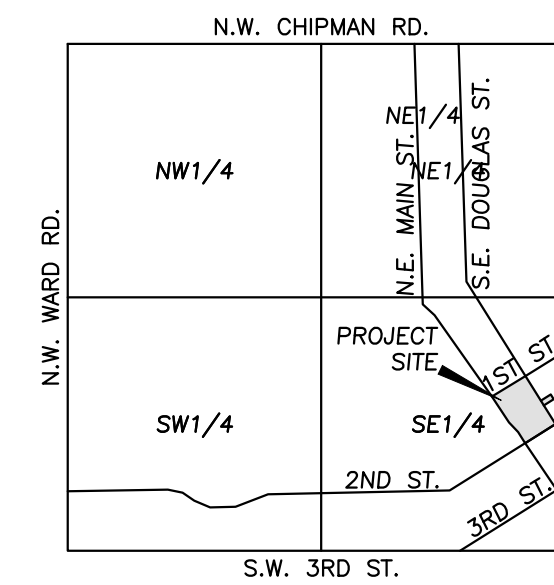 N.W. CHIPMAN RD.
NE1/4
NW1/4
NE1/4
N.E. MAIN ST.
S.E. DOUGLAS ST.
N.W. WARD RD.
PROJECT
SITE
1ST ST.
SW1/4
SE1/4
2ND ST.
3RD ST.
S.W. 3RD ST.